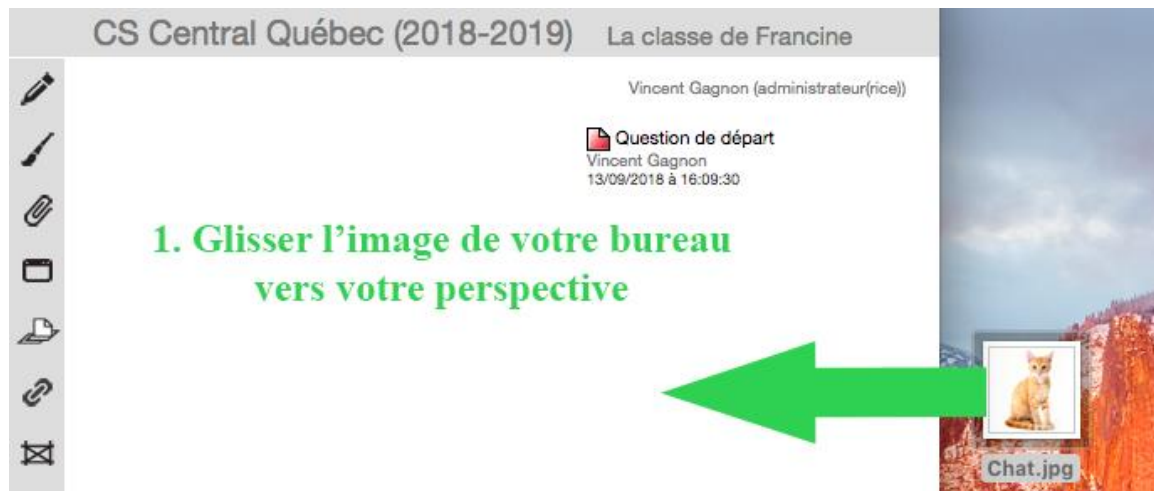 CS Central Québec (2018-2019) La classe de Francine
Vincent Gagnon (administrateur(rice))
Question de départ
Vincent Gagnon
13/09/2018 à 16:09:30
1. Glisser l’image de votre bureau
vers votre perspective
Chat.jpg